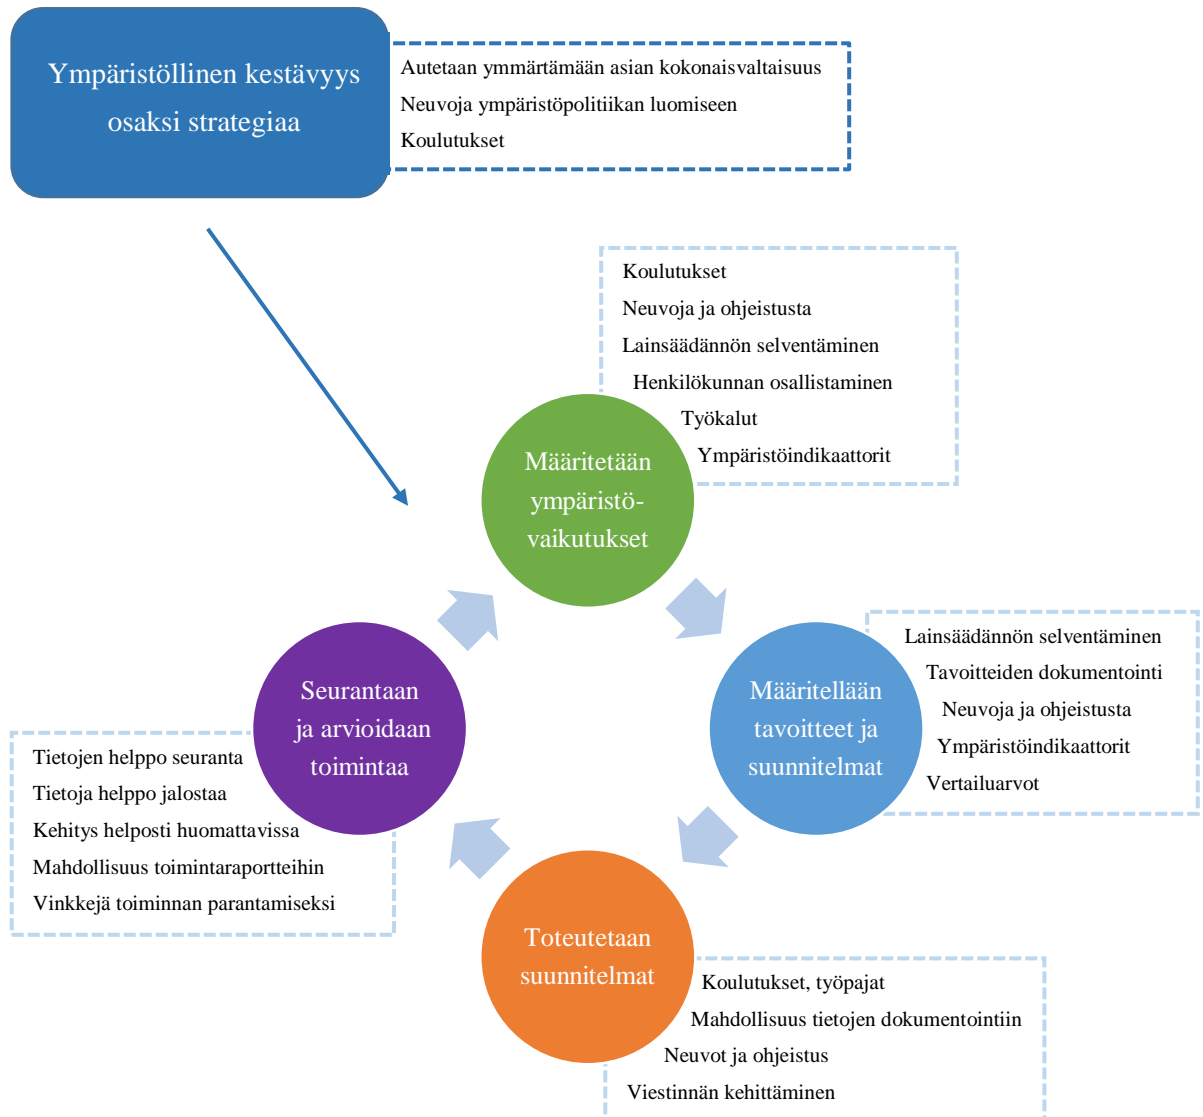 Ympäristöllinen kestävyys
osaksi strategiaa
Autetaan ymmärtämään asian kokonaisvaltaisuus
Neuvoja ympäristöpolitiikan luomiseen
Koulutukset
Koulutukset
Neuvoja ja ohjeistusta
Lainsäädännön selventäminen
Henkilökunnan osallistaminen
Työkalut
Ympäristöindikaattorit
Määritetään
ympäristö-
vaikutukset
Lainsäädännön selventäminen
Tavoitteiden dokumentointi
Neuvoja ja ohjeistusta
Ympäristöindikaattorit
Vertailuarvot
Määritellään
tavoitteet ja
suunnitelmat
Seurantaan
ja arvioidaan
toimintaa
Tietojen helppo seuranta
Tietoja helppo jalostaa
Kehitys helposti huomattavissa
Mahdollisuus toimintaraportteihin
Vinkkejä toiminnan parantamiseksi
Toteutetaan
suunnitelmat
Koulutukset, työpajat
Mahdollisuus tietojen dokumentointiin
Neuvot ja ohjeistus
Viestinnän kehittäminen